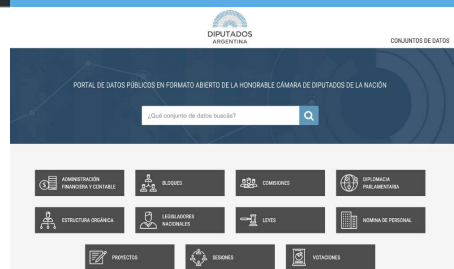 DIPUTADOS
ARGENTINA
CONJUNTOS DE DATOS
PORTAL DE DATOS PÚBLICOS EN FORMATO ABIERTO DE LA HONORABLE CÁMARA DE DIPUTADOS DE LA NACIÓN
¿Qué conjunto de datos buscás?
ADMINISTRACIÓN
FINANCIERA Y CONTABLE
BLOQUES
COMISIONES
DIPLOMACIA
PARLAMENTARIA
ESTRUCTURA ORGÁNICA
LEGISLADORES
NACIONALES
LEYES
NOMINA DE PERSONAL
PROYECTOS
SESIONES
VOTACIONES